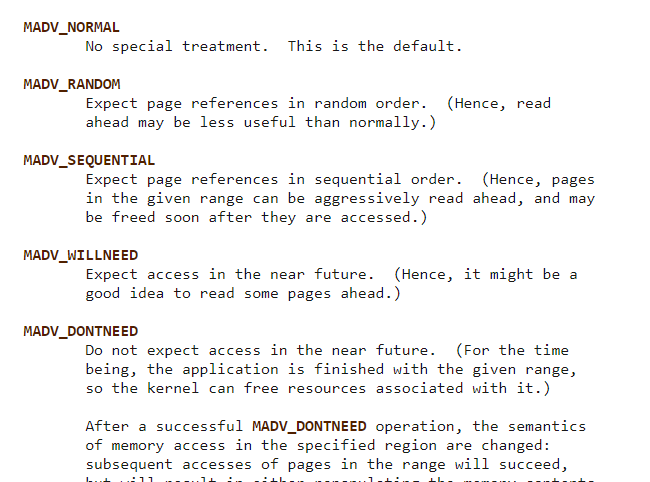 MADV_NORMAL
No special treatment.  This is the default.
MADV_RANDOM
Expect page references in random order.  (Hence, read
ahead may be less useful than normally.)
MADV_SEQUENTIAL
Expect page references in sequential order.  (Hence, pages
in the given range can be aggressively read ahead, and may
be freed soon after they are accessed.)
MADV_WILLNEED
Expect access in the near future.  (Hence, it might be a
good idea to read some pages ahead.)
MADV_DONTNEED
Do not expect access in the near future.  (For the time
being, the application is finished with the given range,
so the kernel can free resources associated with it.)
After a successful MADV_DONTNEED operation, the semantics
of memory access in the specified region are changed:
subsequent accesses of pages in the range will succeed,